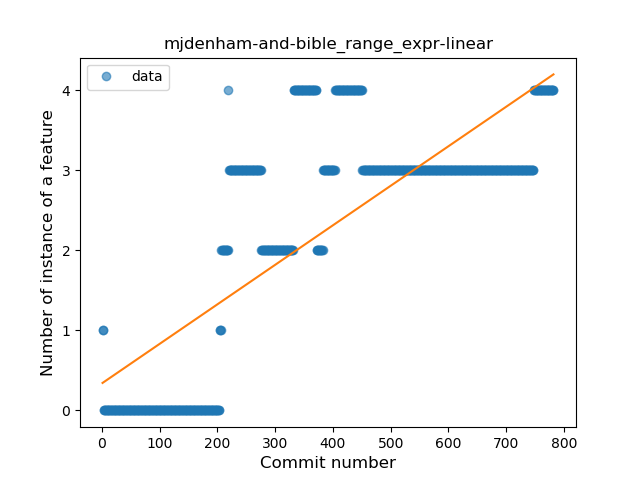 mjdenham-and-bible_range_expr-linear
data
Number of instance of a feature
4
3
2
1
0
0 100 200 300 400 500 600 700 800
Commit number